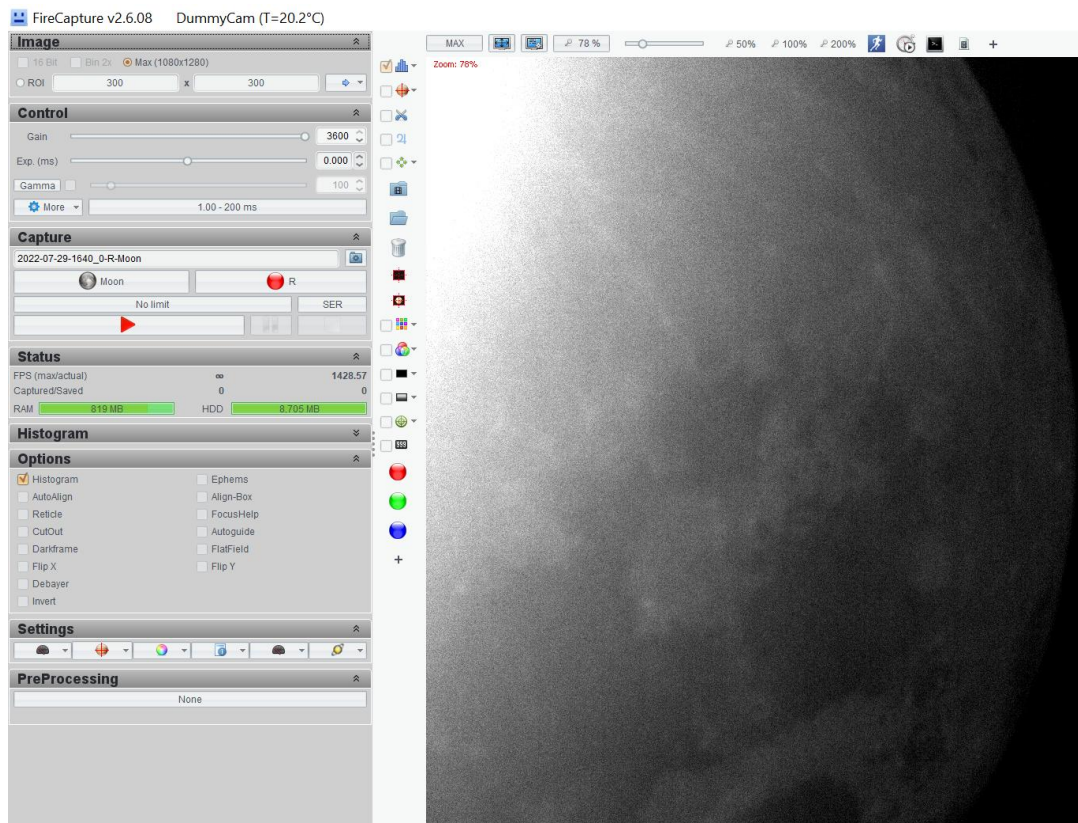 FireCapture v2.6.08 DummyCam (T=20.2°C)
Image
16 Bit Bin 2x Max (1080x1280)
ROI 300 x 300
Control
Gain 3600
Exp. (ms) 0.000
Gamma 100
More 1.00 - 200 ms
Capture
2022-07-29-1640_0-R-Moon
Moon R
No limit SER
Status
FPS (max/actual) ∞ 1428.57
Captured/Saved 0 0
RAM 819 MB HDD 8.705 MB
Histogram
Options
Histogram Ephems
AutoAlign Align-Box
Reticle FocusHelp
CutOut Autoguide
Darkframe FlatField
Flip X Flip Y
Debayer
Invert
Settings
PreProcessing
None
MAX 78 % 50% 100% 200% +
Zoom: 78%
+